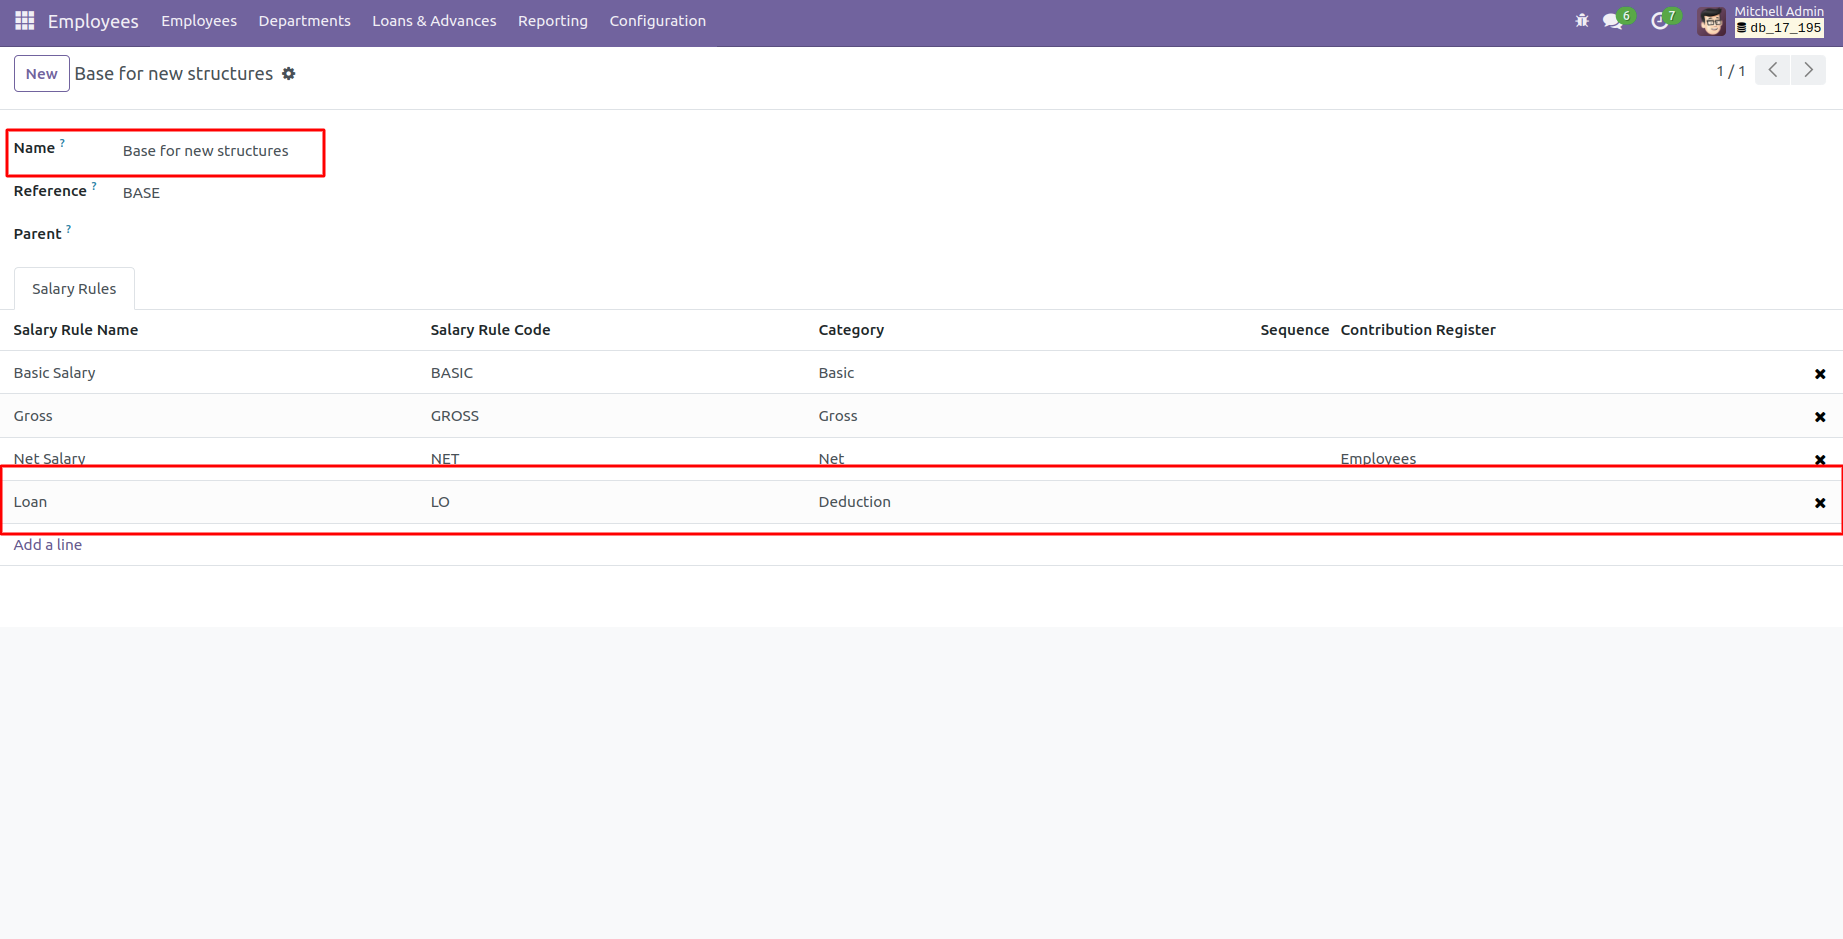 Employees Employees Departments Loans & Advances Reporting Configuration 6 7 Mitchell Admin
db_17_195
New Base for new structures 1 / 1
Name ? Base for new structures
Reference ? BASE
Parent ?
Salary Rules
Salary Rule Name Salary Rule Code Category Sequence Contribution Register
Basic Salary BASIC Basic
Gross GROSS Gross
Net Salary NET Net Employees
Loan LO Deduction
Add a line